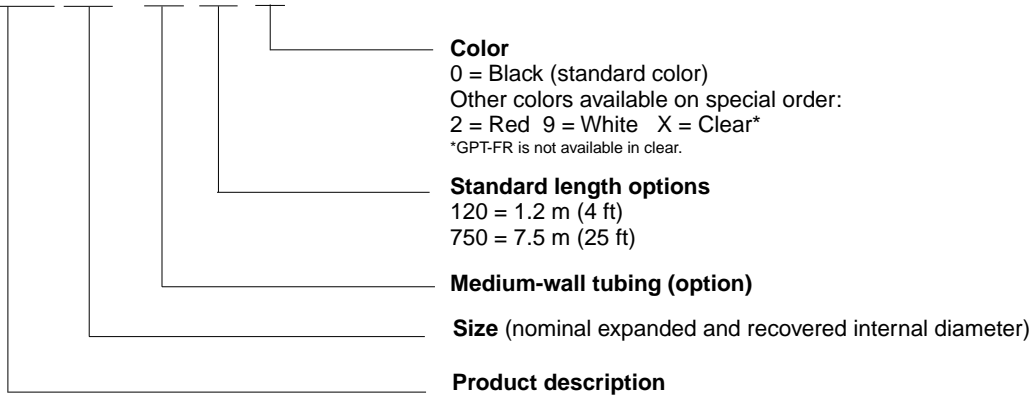 Color
0 = Black (standard color)
Other colors available on special order:
2 = Red 9 = White X = Clear*
*GPT-FR is not available in clear.
Standard length options
120 = 1.2 m (4 ft)
750 = 7.5 m (25 ft)
Medium-wall tubing (option)
Size (nominal expanded and recovered internal diameter)
Product description